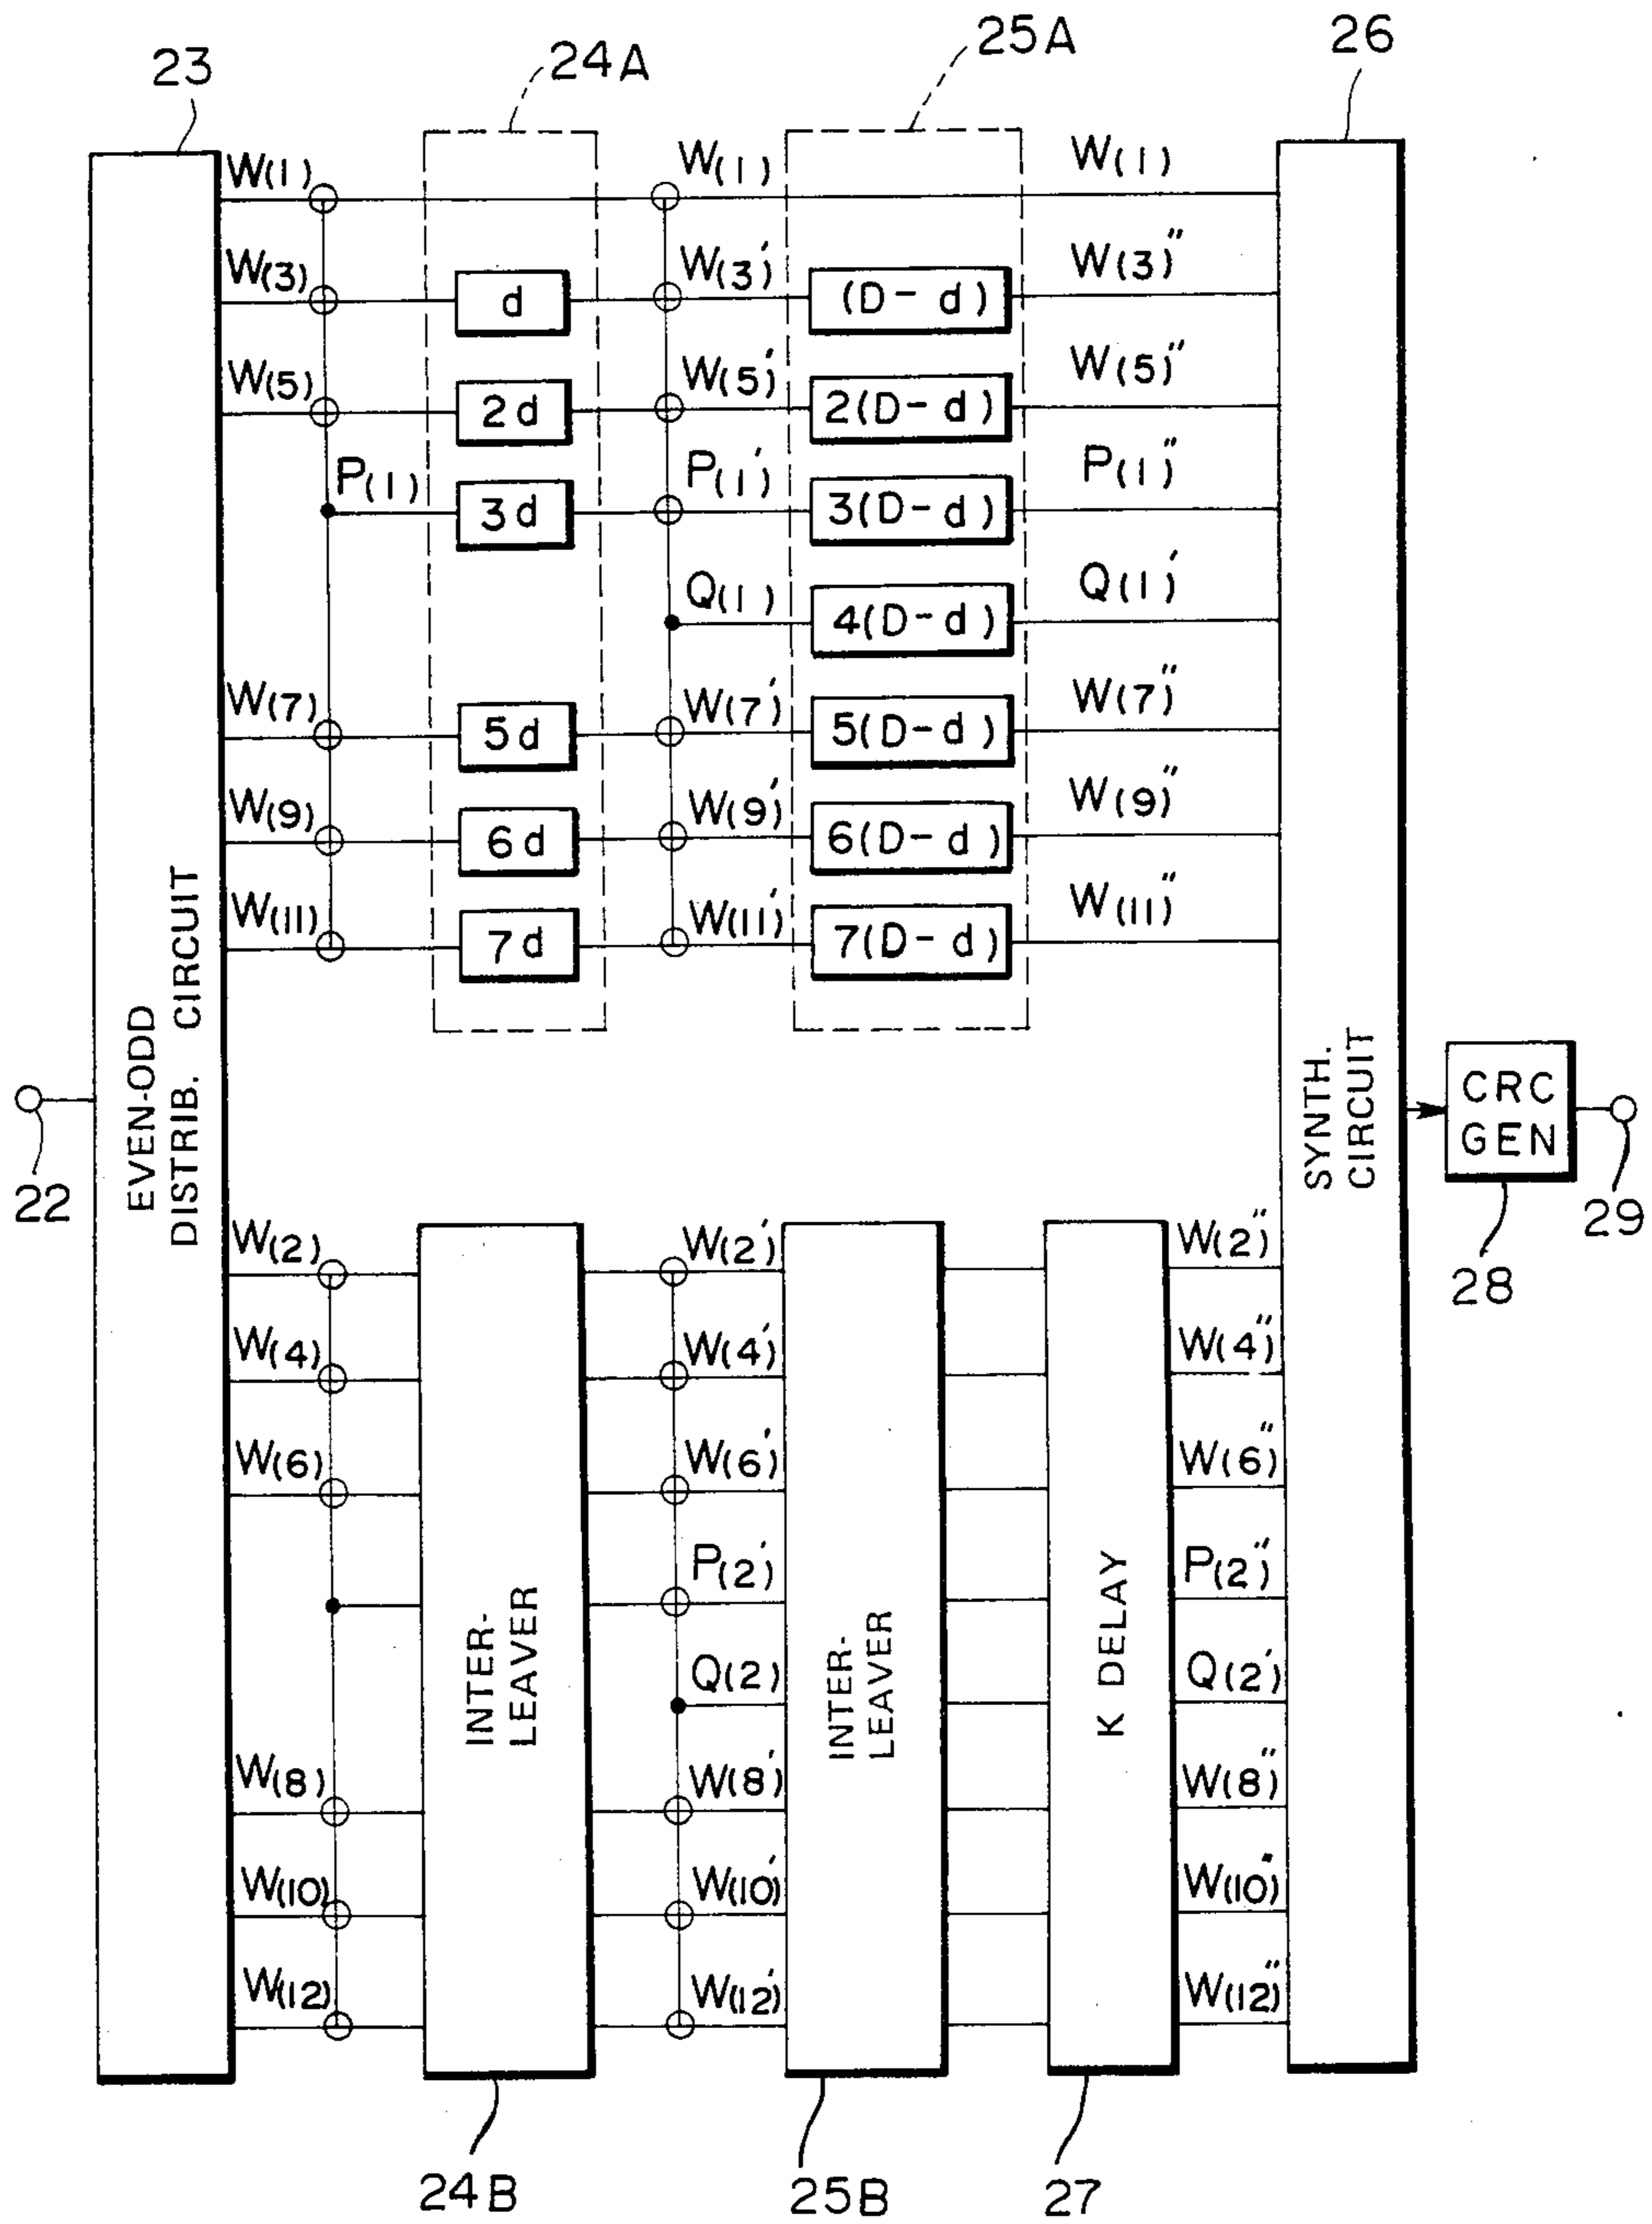 23
24A
25A
26
W(1)
W(1)
W(1)
W(3)
d
W(3)'
(D-d)
W(3)''
W(5)
2d
W(5)'
2(D-d)
W(5)''
P(1)
3d
P(1)'
3(D-d)
P(1)''
Q(1)
4(D-d)
Q(1)'
W(7)
5d
W(7)'
5(D-d)
W(7)''
W(9)
6d
W(9)'
6(D-d)
W(9)''
W(11)
7d
W(11)'
7(D-d)
W(11)''
EVEN-ODD
DISTRIB. CIRCUIT
SYNTH.
CIRCUIT
CRC
GEN
22
28
29
W(2)
W(2)'
W(2)''
W(4)
W(4)'
W(4)''
W(6)
W(6)'
W(6)''
P(2)'
P(2)''
INTER-
LEAVER
INTER-
LEAVER
K DELAY
Q(2)
Q(2)'
W(8)
W(8)'
W(8)''
W(10)
W(10)'
W(10)''
W(12)
W(12)'
W(12)''
24B
25B
27